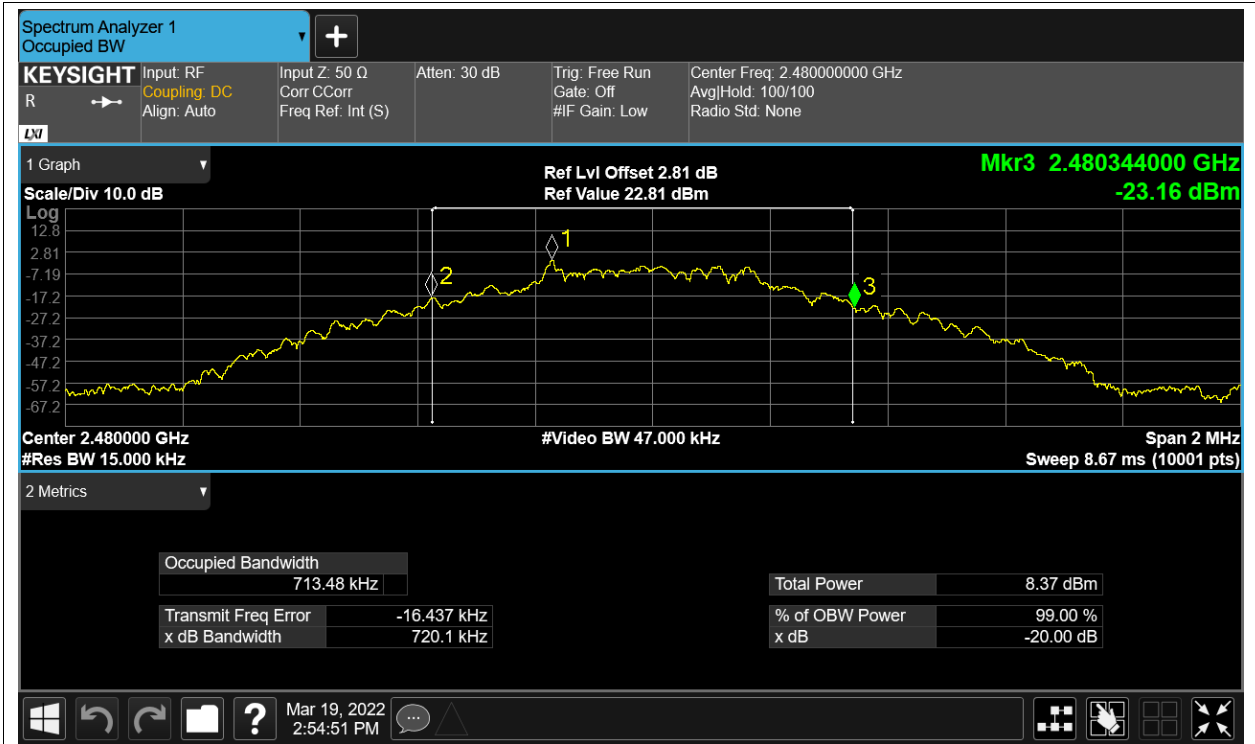 Spectrum Analyzer 1
Occupied BW
+
KEYSIGHT
R
LXI
Input: RF
Coupling: DC
Align: Auto
Input Z: 50 Ω
Corr CCorr
Freq Ref: Int (S)
Atten: 30 dB
Trig: Free Run
Gate: Off
#IF Gain: Low
Center Freq: 2.480000000 GHz
Avg|Hold: 100/100
Radio Std: None
1 Graph
Scale/Div 10.0 dB
Ref Lvl Offset 2.81 dB
Ref Value 22.81 dBm
Mkr3 2.480344000 GHz
-23.16 dBm
Log
12.8
2.81
-7.19
-17.2
-27.2
-37.2
-47.2
-57.2
-67.2
1
2
3
Center 2.480000 GHz
#Res BW 15.000 kHz
#Video BW 47.000 kHz
Span 2 MHz
Sweep 8.67 ms (10001 pts)
2 Metrics
Occupied Bandwidth
713.48 kHz
Transmit Freq Error -16.437 kHz
x dB Bandwidth 720.1 kHz
Total Power 8.37 dBm
% of OBW Power 99.00 %
x dB -20.00 dB
?
Mar 19, 2022
2:54:51 PM